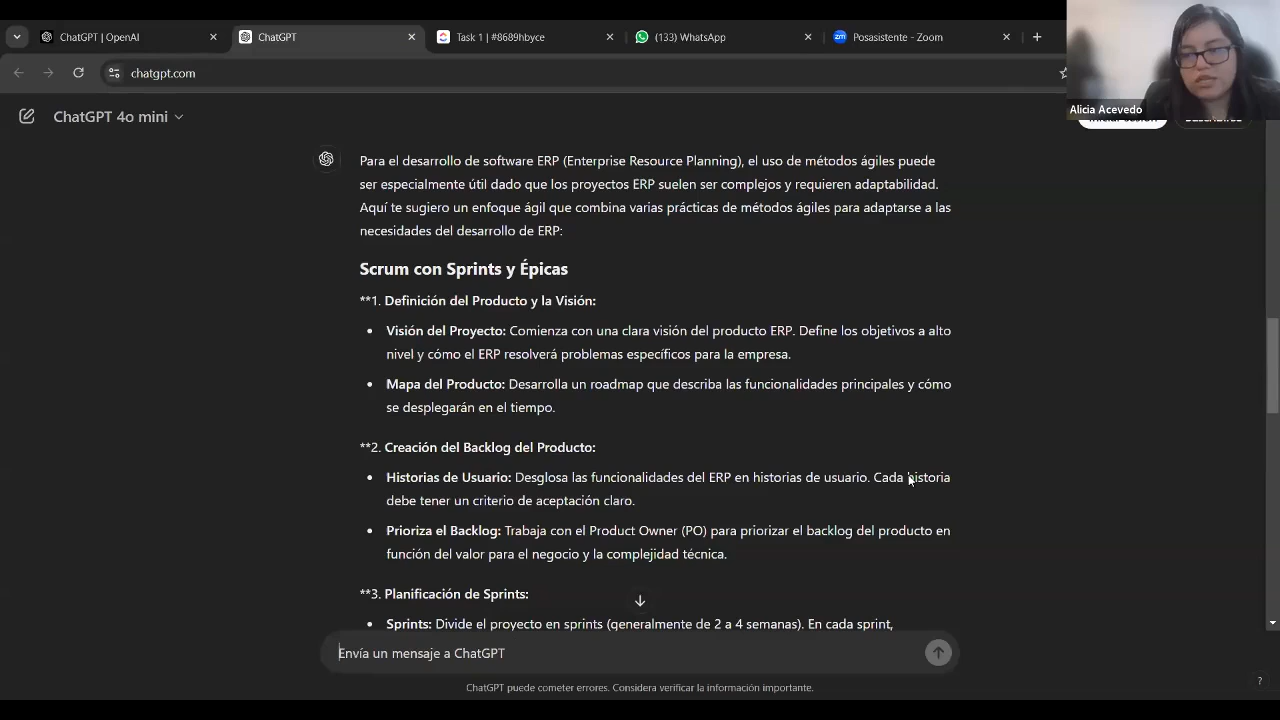 ChatGPT | OpenAI
ChatGPT
Task 1 | #8689hbyce
(133) WhatsApp
zm Posasistente - Zoom
chatgpt.com
Alicia Acevedo
ChatGPT 4o mini
Iniciar sesión
Suscribirse
Para el desarrollo de software ERP (Enterprise Resource Planning), el uso de métodos ágiles puede
ser especialmente útil dado que los proyectos ERP suelen ser complejos y requieren adaptabilidad.
Aquí te sugiero un enfoque ágil que combina varias prácticas de métodos ágiles para adaptarse a las
necesidades del desarrollo de ERP:
Scrum con Sprints y Épicas
**1. Definición del Producto y la Visión:
• Visión del Proyecto: Comienza con una clara visión del producto ERP. Define los objetivos a alto
nivel y cómo el ERP resolverá problemas específicos para la empresa.
• Mapa del Producto: Desarrolla un roadmap que describa las funcionalidades principales y cómo
se desplegarán en el tiempo.
**2. Creación del Backlog del Producto:
• Historias de Usuario: Desglosa las funcionalidades del ERP en historias de usuario. Cada historia
debe tener un criterio de aceptación claro.
• Prioriza el Backlog: Trabaja con el Product Owner (PO) para priorizar el backlog del producto en
función del valor para el negocio y la complejidad técnica.
**3. Planificación de Sprints:
• Sprints: Divide el proyecto en sprints (generalmente de 2 a 4 semanas). En cada sprint,
Envía un mensaje a ChatGPT
ChatGPT puede cometer errores. Considera verificar la información importante.
?